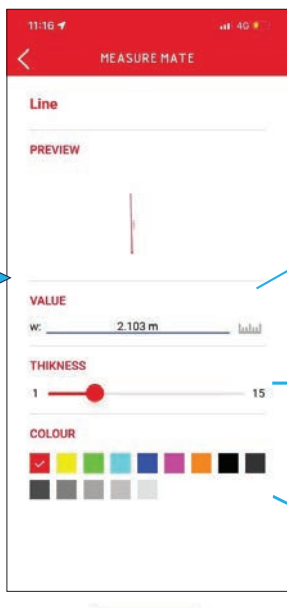 11:16 4G
MEASURE MATE
Line
PREVIEW
VALUE
w: 2.103 m
THIKNESS
1 15
COLOUR